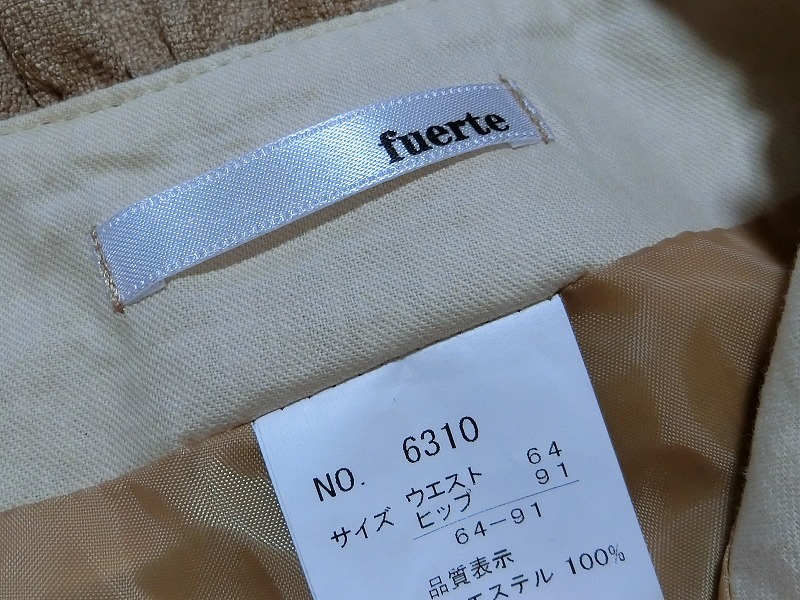 fuerte
NO. 6310
サイズ ウエスト 64
ヒップ 91
64-91
品質表示
エステル 100%